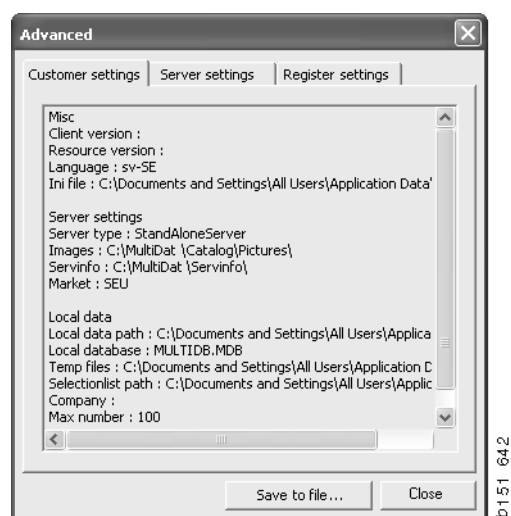 Advanced
Customer settings
Server settings
Register settings
Misc
Client version :
Resource version :
Language : sv-SE
Ini file : C:\Documents and Settings\All Users\Application Data'
Server settings
Server type : StandAloneServer
Images : C:\MultiDat \Catalog\Pictures\
Servinfo : C:\MultiDat \Servinfo\
Market : SEU
Local data
Local data path : C:\Documents and Settings\All Users\Applica
Local database : MULTIDB.MDB
Temp files : C:\Documents and Settings\All Users\Application D
Selectionlist path : C:\Documents and Settings\All Users\Applic
Company :
Max number : 100
Save to file...
Close
b151 642